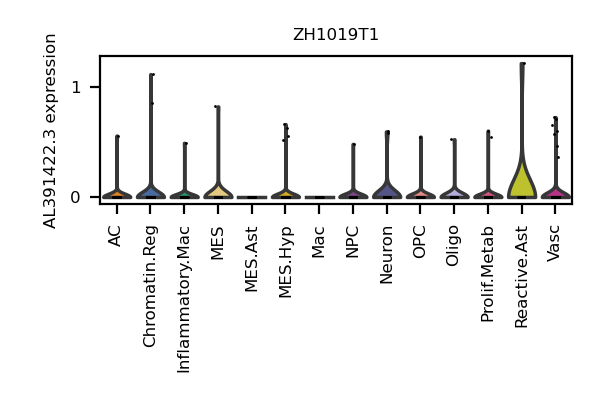 ZH1019T1
AL391422.3 expression
1
0
AC
Chromatin.Reg
Inflammatory.Mac
MES
MES.Ast
MES.Hyp
Mac
NPC
Neuron
OPC
Oligo
Prolif.Metab
Reactive.Ast
Vasc